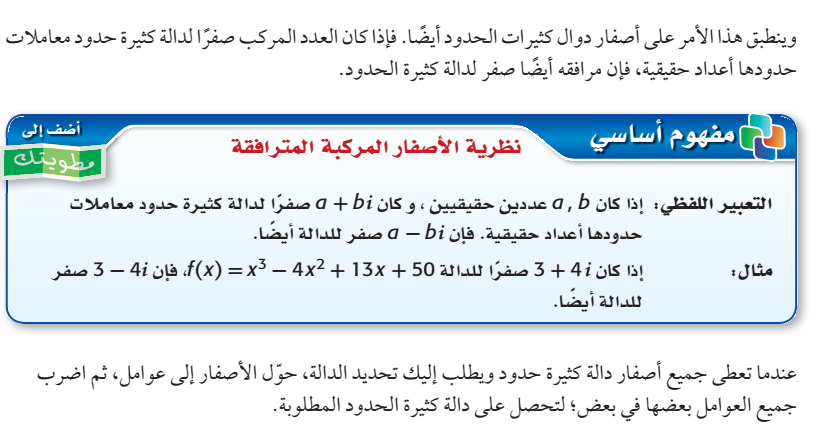 وينطبق هذا الأمر على أصفار دوال كثيرات الحدود أيضًا. فإذا كان العدد المركب صفرًا لدالة كثيرة حدود معاملات
حدودها أعداد حقيقية، فإن مرافقه أيضًا صفر لدالة كثيرة الحدود.
مفهوم أساسي
نظرية الأصفار المركبة المترافقة
أضف إلى
مطويتك
التعبير اللفظي: إذا كان a , b عددين حقيقيين ، و كان a + bi صفرًا لدالة كثيرة حدود معاملات
حدودها أعداد حقيقية. فإن a − bi صفر للدالة أيضًا.
مثال: إذا كان 3 + 4i صفرًا للدالة f(x) = x³ − 4x² + 13x + 50، فإن 3 − 4i صفر
للدالة أيضًا.
عندما تعطى جميع أصفار دالة كثيرة حدود ويطلب إليك تحديد الدالة، حوّل الأصفار إلى عوامل، ثم اضرب
جميع العوامل بعضها في بعض؛ لتحصل على دالة كثيرة الحدود المطلوبة.